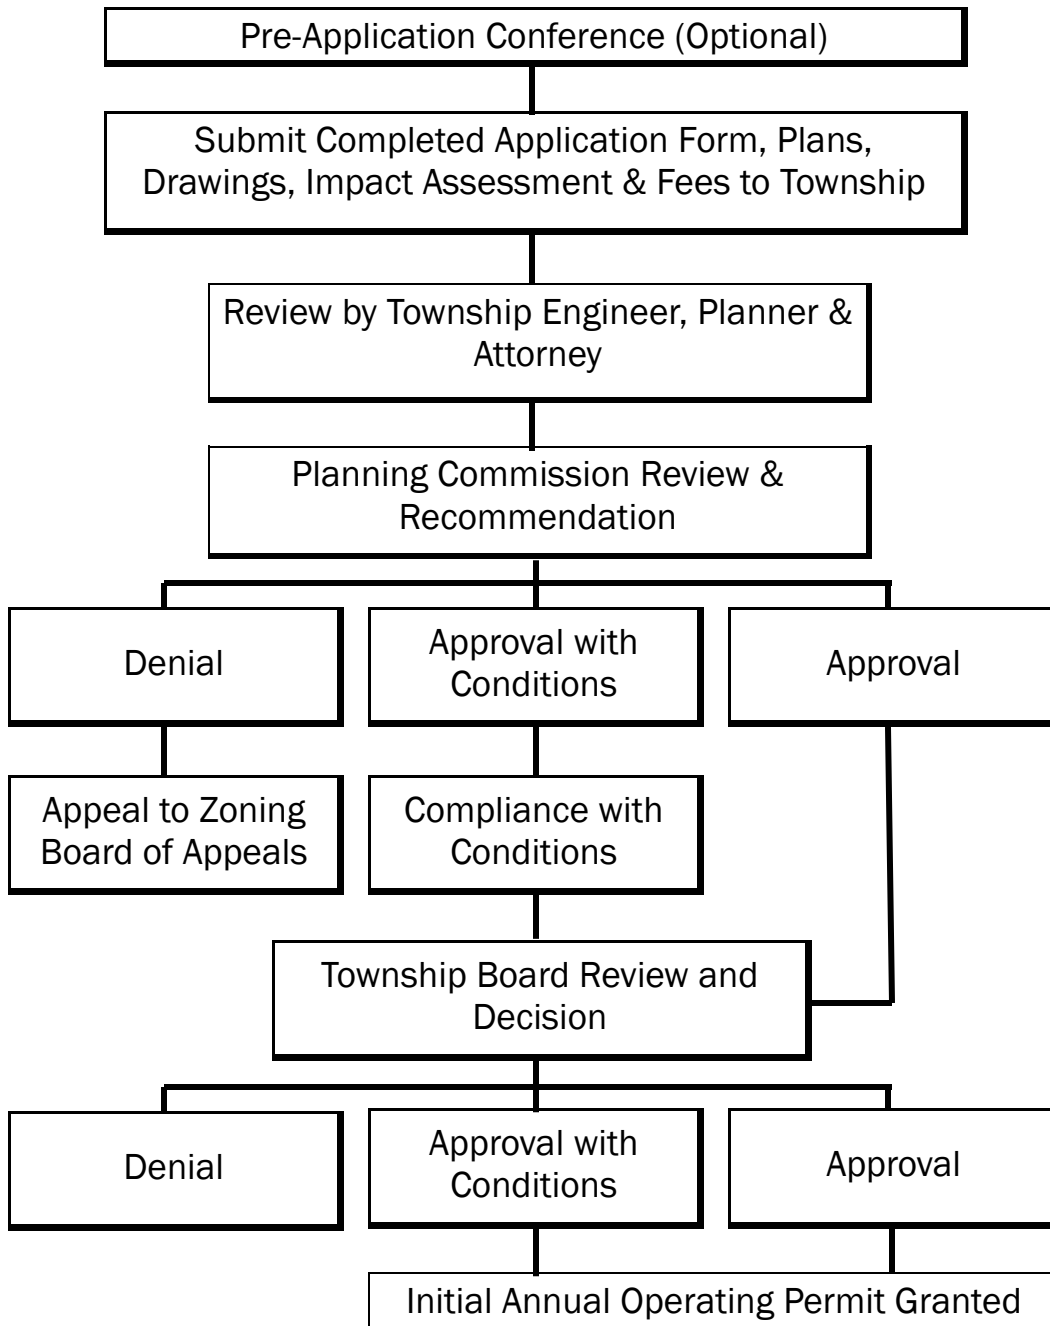 Pre-Application Conference (Optional)
Submit Completed Application Form, Plans,
Drawings, Impact Assessment & Fees to Township
Review by Township Engineer, Planner &
Attorney
Planning Commission Review &
Recommendation
Denial
Approval with
Conditions
Approval
Appeal to Zoning
Board of Appeals
Compliance with
Conditions
Township Board Review and
Decision
Denial
Approval with
Conditions
Approval
Initial Annual Operating Permit Granted